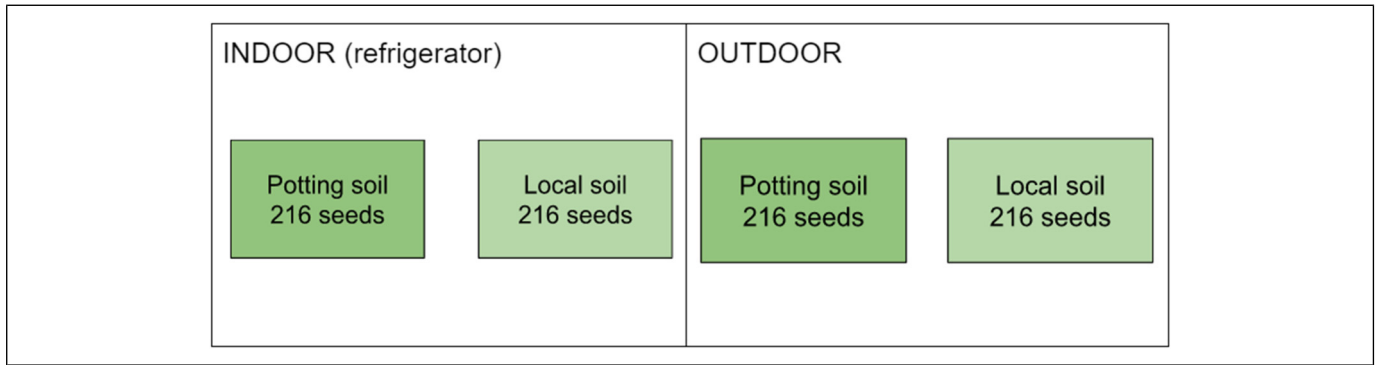 INDOOR (refrigerator)
OUTDOOR
Potting soil
216 seeds
Local soil
216 seeds
Potting soil
216 seeds
Local soil
216 seeds